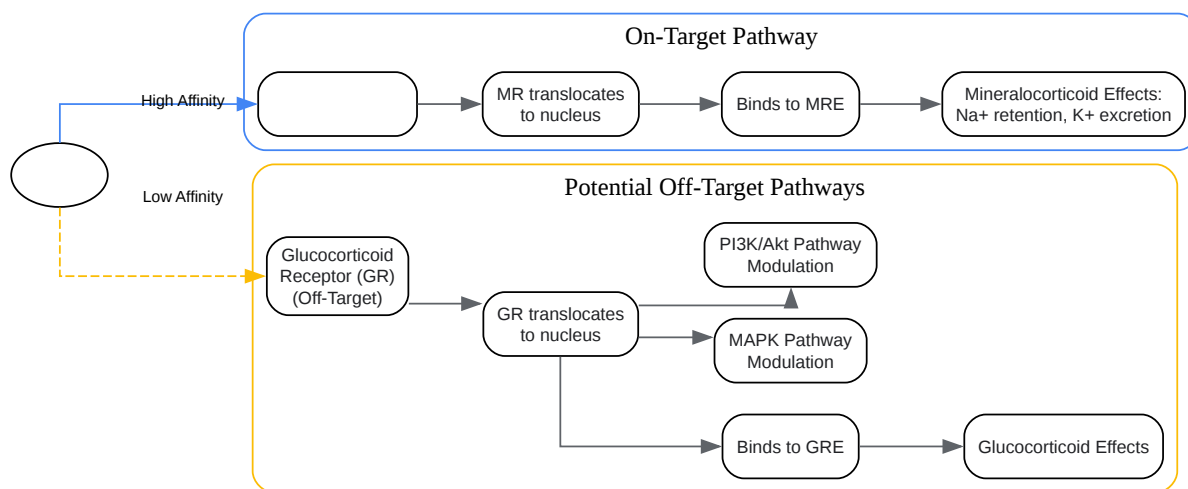 On-Target Pathway
High Affinity
MR translocates
to nucleus
Binds to MRE
Mineralocorticoid Effects:
Na+ retention, K+ excretion
Low Affinity
Potential Off-Target Pathways
Glucocorticoid
Receptor (GR)
(Off-Target)
GR translocates
to nucleus
PI3K/Akt Pathway
Modulation
MAPK Pathway
Modulation
Binds to GRE
Glucocorticoid Effects